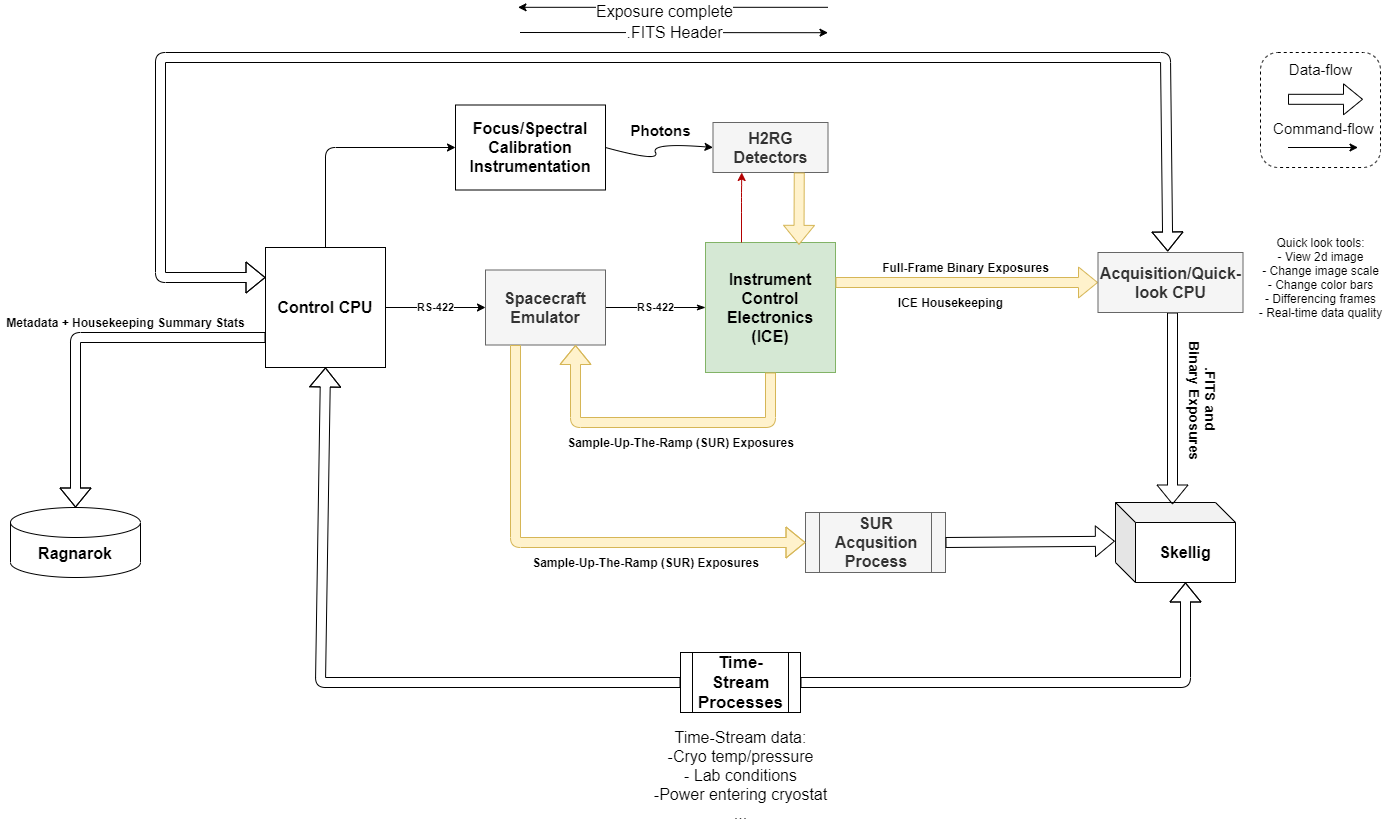 Exposure complete
.FITS Header
Data-flow
Command-flow
Focus/Spectral
Calibration
Instrumentation
Photons
H2RG
Detectors
Quick look tools:
- View 2d image
- Change image scale
- Change color bars
- Differencing frames
- Real-time data quality
Control CPU
RS-422
Spacecraft
Emulator
RS-422
Instrument
Control
Electronics
(ICE)
Full-Frame Binary Exposures
ICE Housekeeping
Acquisition/Quick-
look CPU
Metadata + Housekeeping Summary Stats
.FITS and
Binary Exposures
Sample-Up-The-Ramp (SUR) Exposures
Ragnarok
SUR
Acqusition
Process
Skellig
Sample-Up-The-Ramp (SUR) Exposures
Time-
Stream
Processes
Time-Stream data:
-Cryo temp/pressure
- Lab conditions
-Power entering cryostat
...